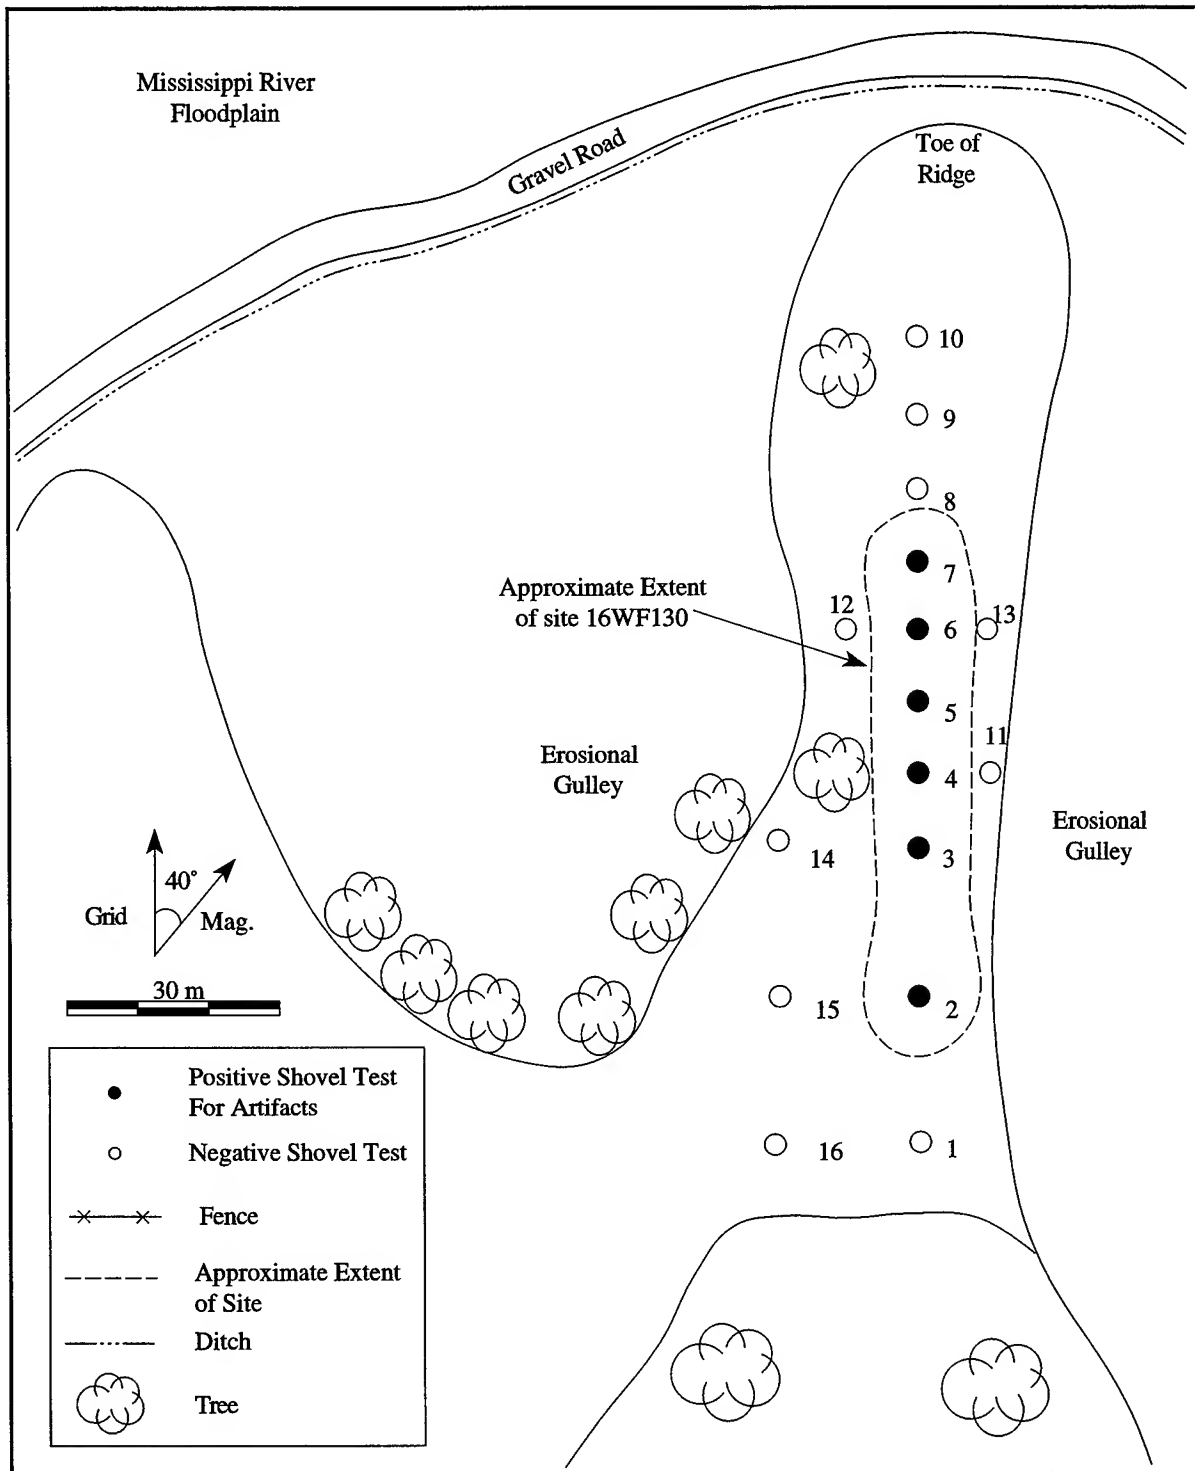 Mississippi River
Floodplain
Gravel Road
Toe of
Ridge
10
9
8
7
Approximate Extent
of site 16WF130
12
6
13
5
11
4
Erosional
Gulley
14
3
Erosional
Gulley
40°
Grid
Mag.
30 m
15
2
16
1
Positive Shovel Test
For Artifacts
Negative Shovel Test
Fence
Approximate Extent
of Site
Ditch
Tree